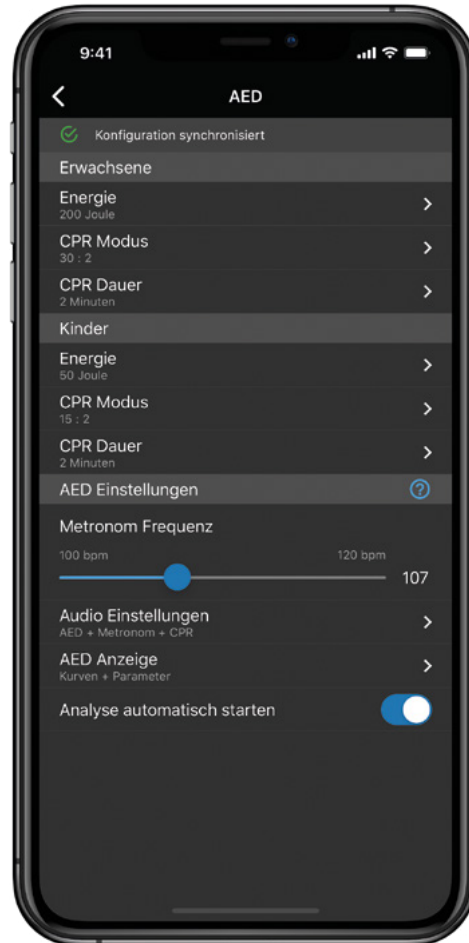 9:41
AED
Konfiguration synchronisiert
Erwachsene
Energie
200 Joule
CPR Modus
30 : 2
CPR Dauer
2 Minuten
Kinder
Energie
50 Joule
CPR Modus
15 : 2
CPR Dauer
2 Minuten
AED Einstellungen ?
Metronom Frequenz
100 bpm 120 bpm
107
Audio Einstellungen
AED + Metronom + CPR
AED Anzeige
Kurven + Parameter
Analyse automatisch starten